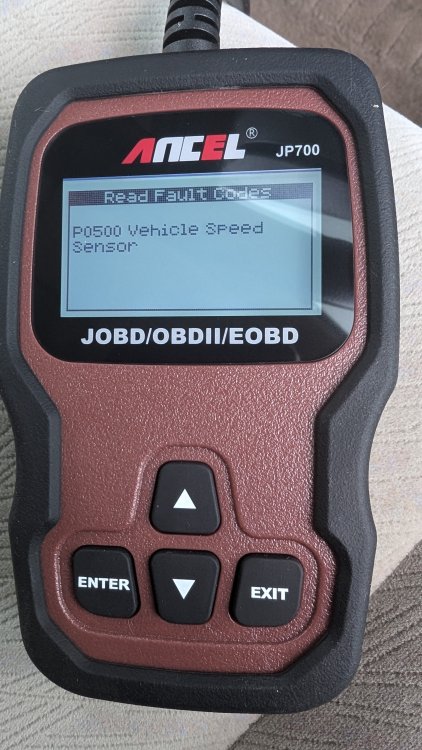 ANCEL®
JP700
Read Fault Codes
P0500 Vehicle Speed
Sensor
JOBD/OBDII/EOBD
▲
ENTER
▼
EXIT